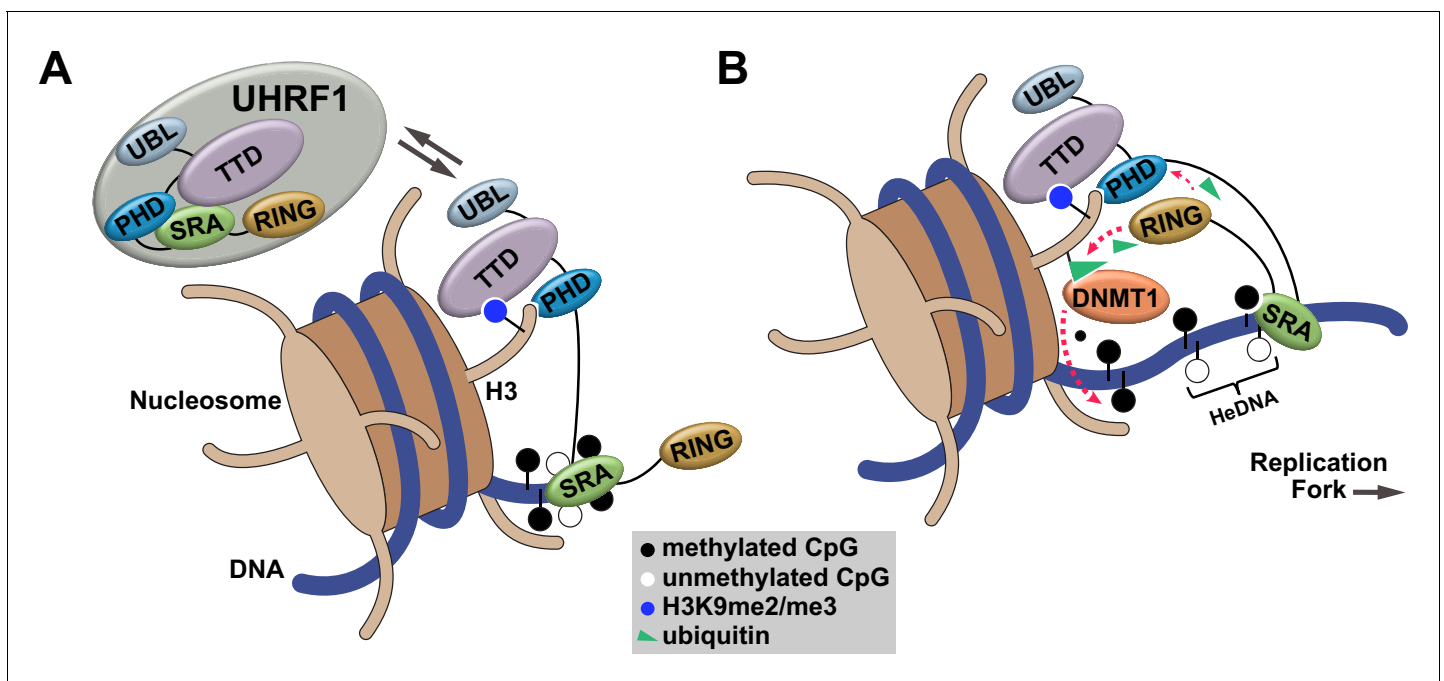 A
UHRF1
UBL
TTD
PHD
SRA
RING
UBL
TTD
PHD
H3
Nucleosome
RING
SRA
DNA
B
UBL
TTD
PHD
RING
DNMT1
SRA
HeDNA
Replication
Fork
methylated CpG
unmethylated CpG
H3K9me2/me3
ubiquitin